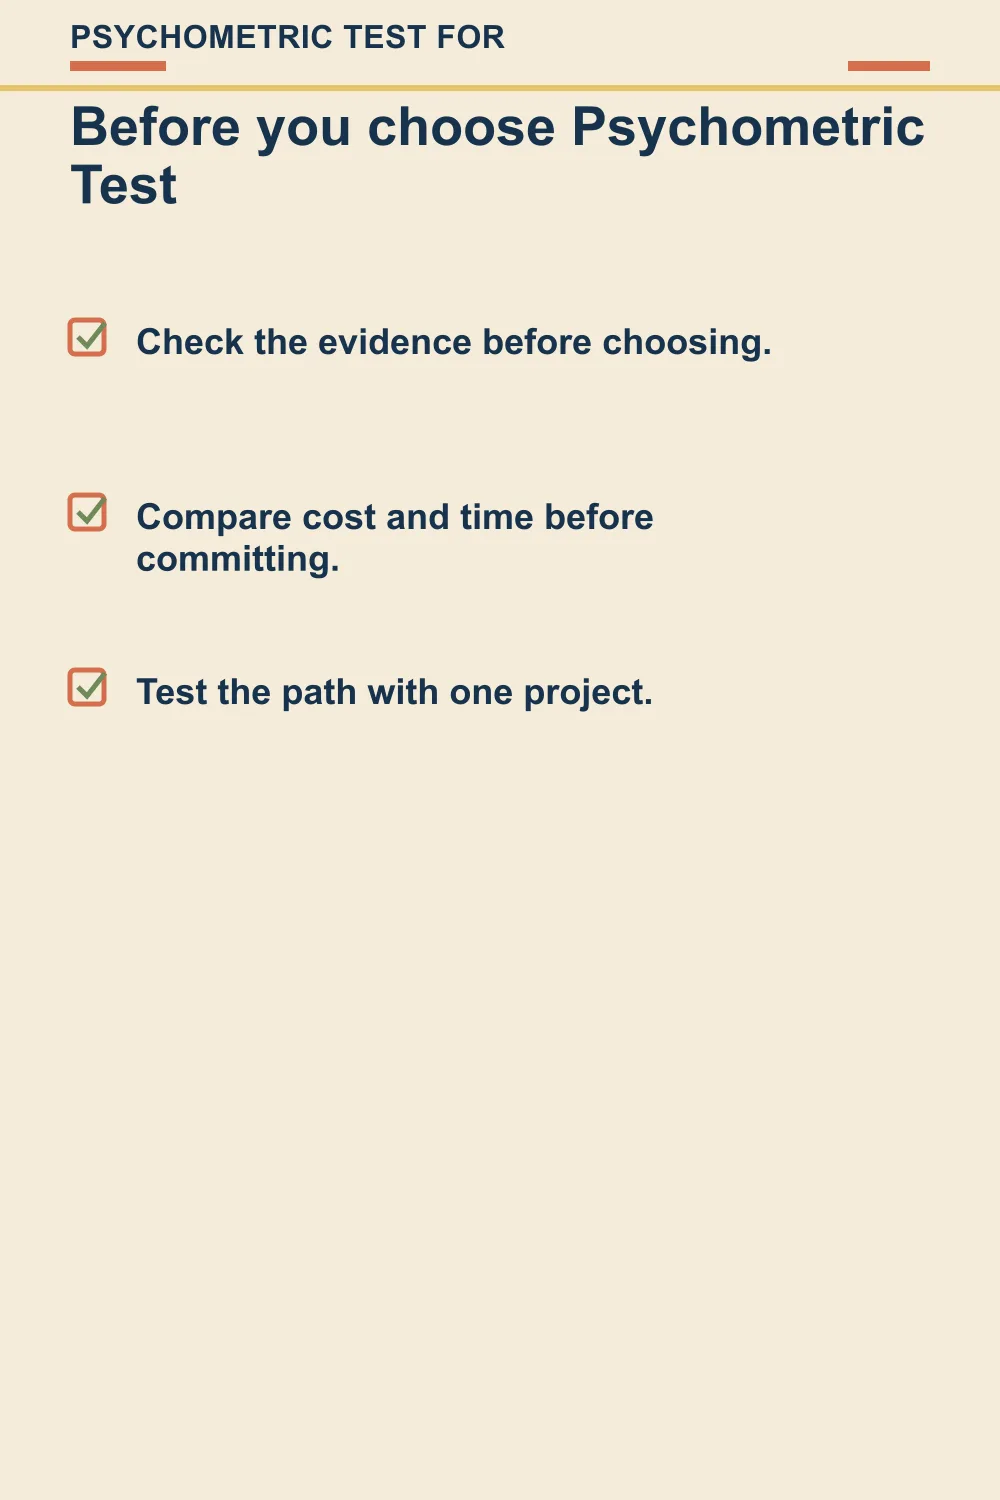 PSYCHOMETRIC TEST FOR
Before you choose Psychometric
Test
Check the evidence before choosing.
Compare cost and time before
committing.
Test the path with one project.